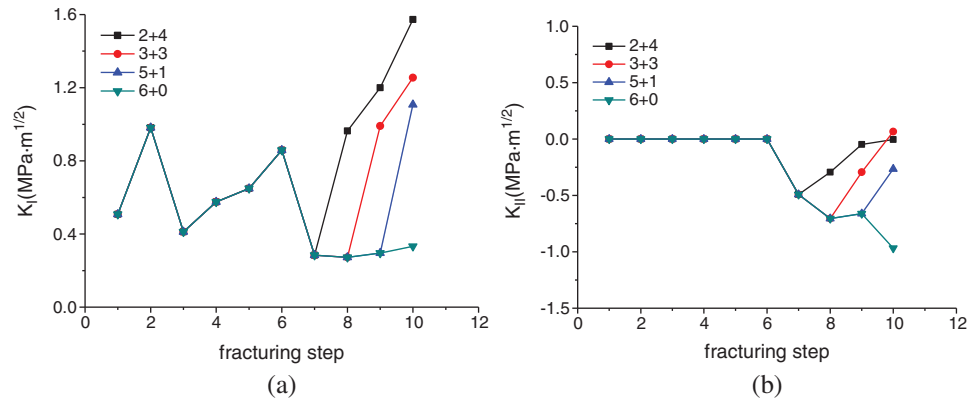 1.6
1.2
0.8
0.4
0.0
K_I(MPa·m^{1/2})
2+4
3+3
5+1
6+0
0 2 4 6 8 10 12
fracturing step
(a)
1.0
0.5
0.0
-0.5
-1.0
-1.5
K_{II}(MPa·m^{1/2})
2+4
3+3
5+1
6+0
0 2 4 6 8 10 12
fracturing step
(b)